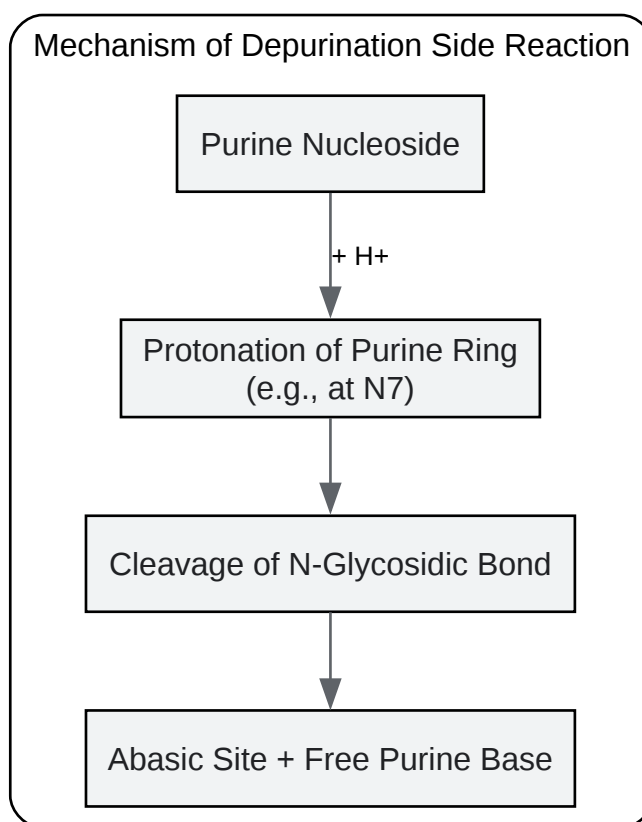 Mechanism of Depurination Side Reaction
Purine Nucleoside
+ H+
Protonation of Purine Ring
(e.g., at N7)
Cleavage of N-Glycosidic Bond
Abasic Site + Free Purine Base